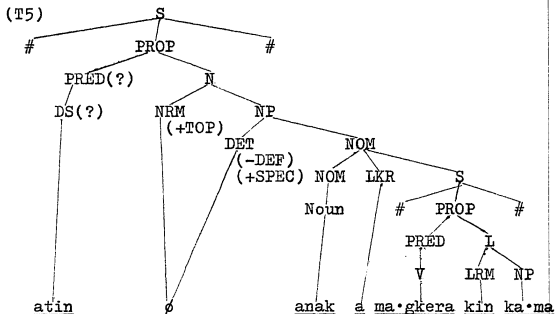 (T5) S
# PROP #
PRED(?) N
DS(?) NRM NP
(+TOP)
DET NOM
(-DEF)
(+SPEC) NOM LKR S
Noun # PROP #
PRED L
V LRM NP
atin ø anak a ma·gkera kin ka·ma